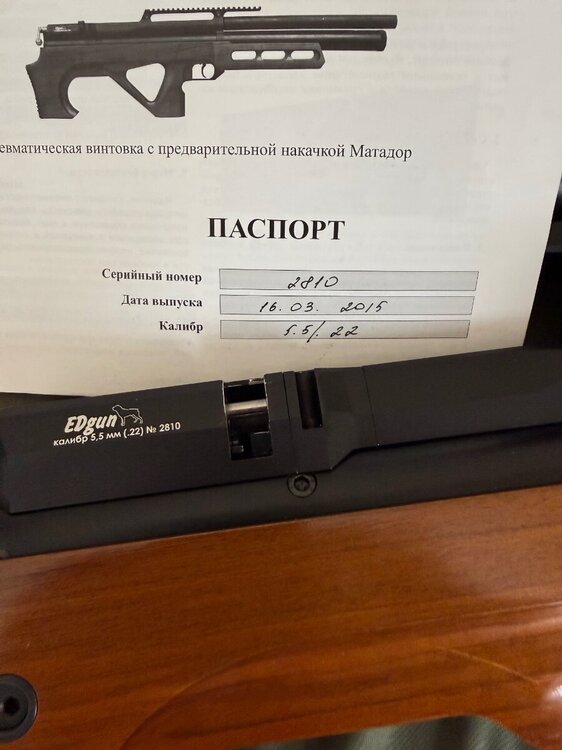 евматическая винтовка с предварительной накачкой Матадор
ПАСПОРТ
Серийный номер 2810
Дата выпуска 16.03.2015
Калибр 5.5/.22
EDgun
калибр 5,5 мм (.22) № 2810